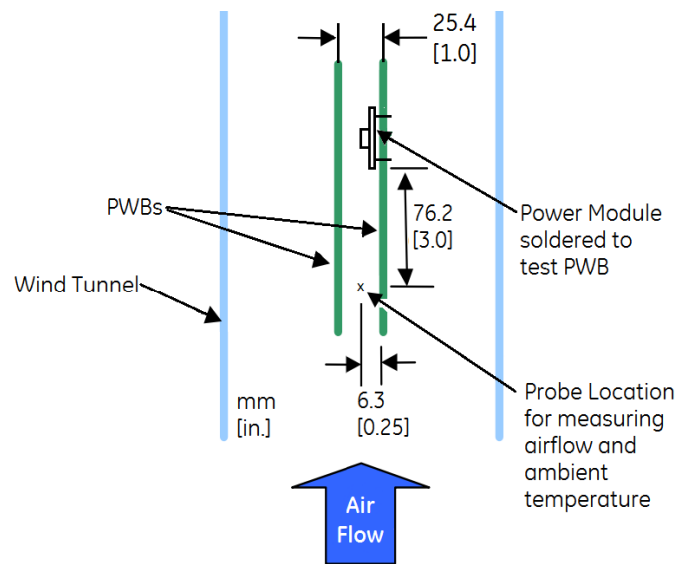 25.4
[1.0]
PWBs
76.2
[3.0]
Power Module
soldered to
test PWB
Wind Tunnel
x
mm
[in.]
6.3
[0.25]
Probe Location
for measuring
airflow and
ambient
temperature
Air
Flow